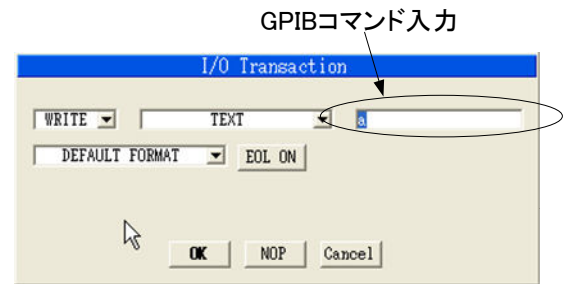 GPIBコマンド入力
I/O Transaction
WRITE TEXT a
DEFAULT FORMAT EOL ON
OK NOP Cancel